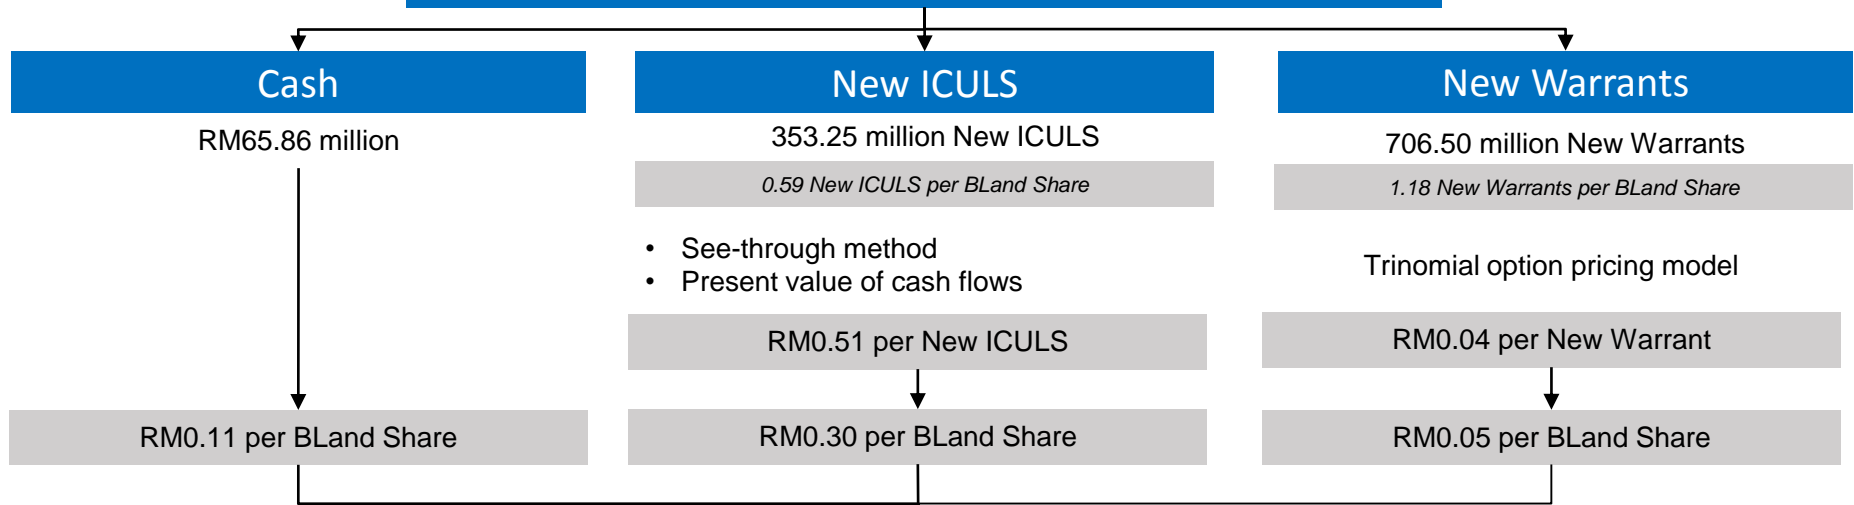 Cash
RM65.86 million
RM0.11 per BLand Share
New ICULS
353.25 million New ICULS
0.59 New ICULS per BLand Share
• See-through method
• Present value of cash flows
RM0.51 per New ICULS
RM0.30 per BLand Share
New Warrants
706.50 million New Warrants
1.18 New Warrants per BLand Share
Trinomial option pricing model
RM0.04 per New Warrant
RM0.05 per BLand Share